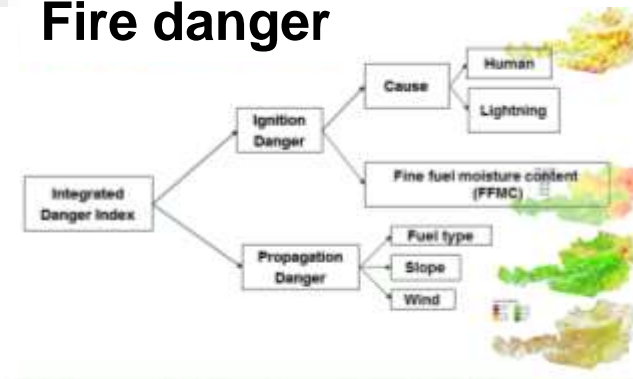 Fire danger
Human
Cause
Lightning
Ignition
Danger
Fine fuel moisture content
(FFMC)
Integrated
Danger Index
Fuel type
Propagation
Danger
Slope
Wind